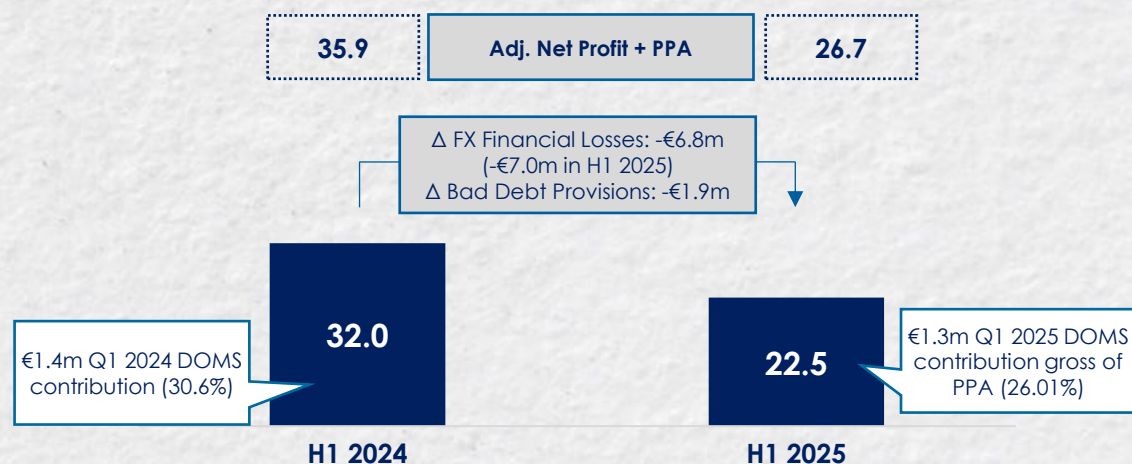 35.9
Adj. Net Profit + PPA
26.7
Δ FX Financial Losses: -€6.8m
(-€7.0m in H1 2025)
Δ Bad Debt Provisions: -€1.9m
32.0
€1.4m Q1 2024 DOMS
contribution (30.6%)
22.5
€1.3m Q1 2025 DOMS
contribution gross of
PPA (26.01%)
H1 2024
H1 2025